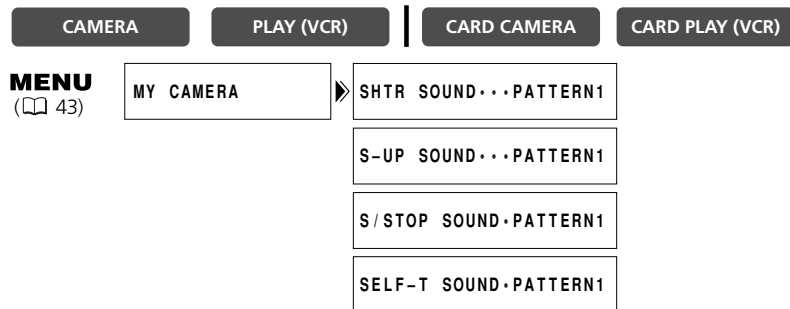 CAMERA PLAY (VCR) CARD CAMERA CARD PLAY (VCR)
MENU MY CAMERA SHTR SOUND···PATTERN1
(43)
S–UP SOUND···PATTERN1
S/STOP SOUND·PATTERN1
SELF–T SOUND·PATTERN1